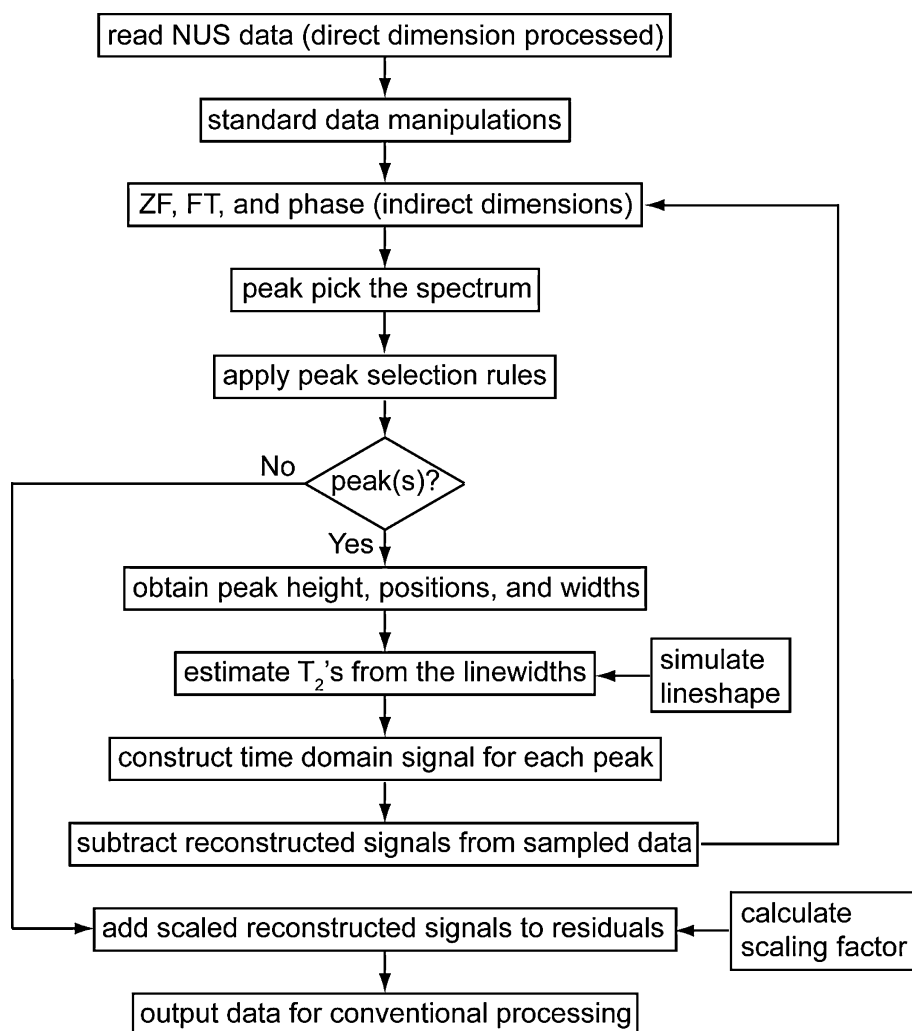 read NUS data (direct dimension processed)
standard data manipulations
ZF, FT, and phase (indirect dimensions)
peak pick the spectrum
apply peak selection rules
No
peak(s)?
Yes
obtain peak height, positions, and widths
estimate T₂'s from the linewidths
simulate
lineshape
construct time domain signal for each peak
subtract reconstructed signals from sampled data
add scaled reconstructed signals to residuals
calculate
scaling factor
output data for conventional processing